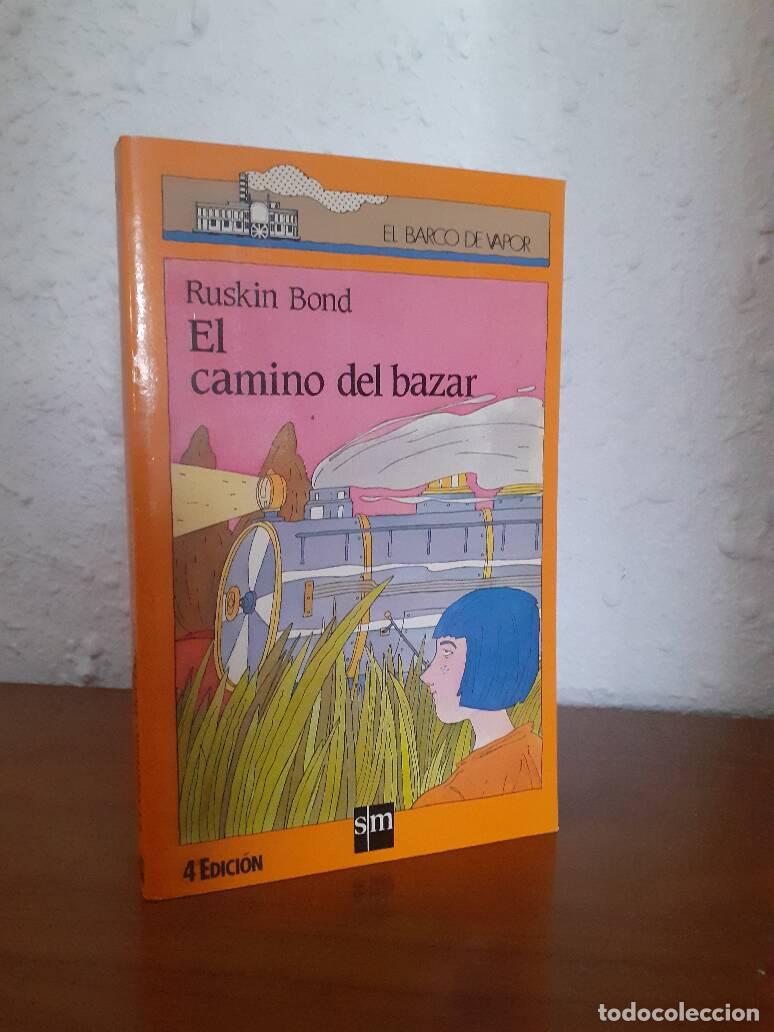 EL BARCO DE VAPOR
Ruskin Bond
El
camino del bazar
sm
4 EDICIÓN
todocoleccion